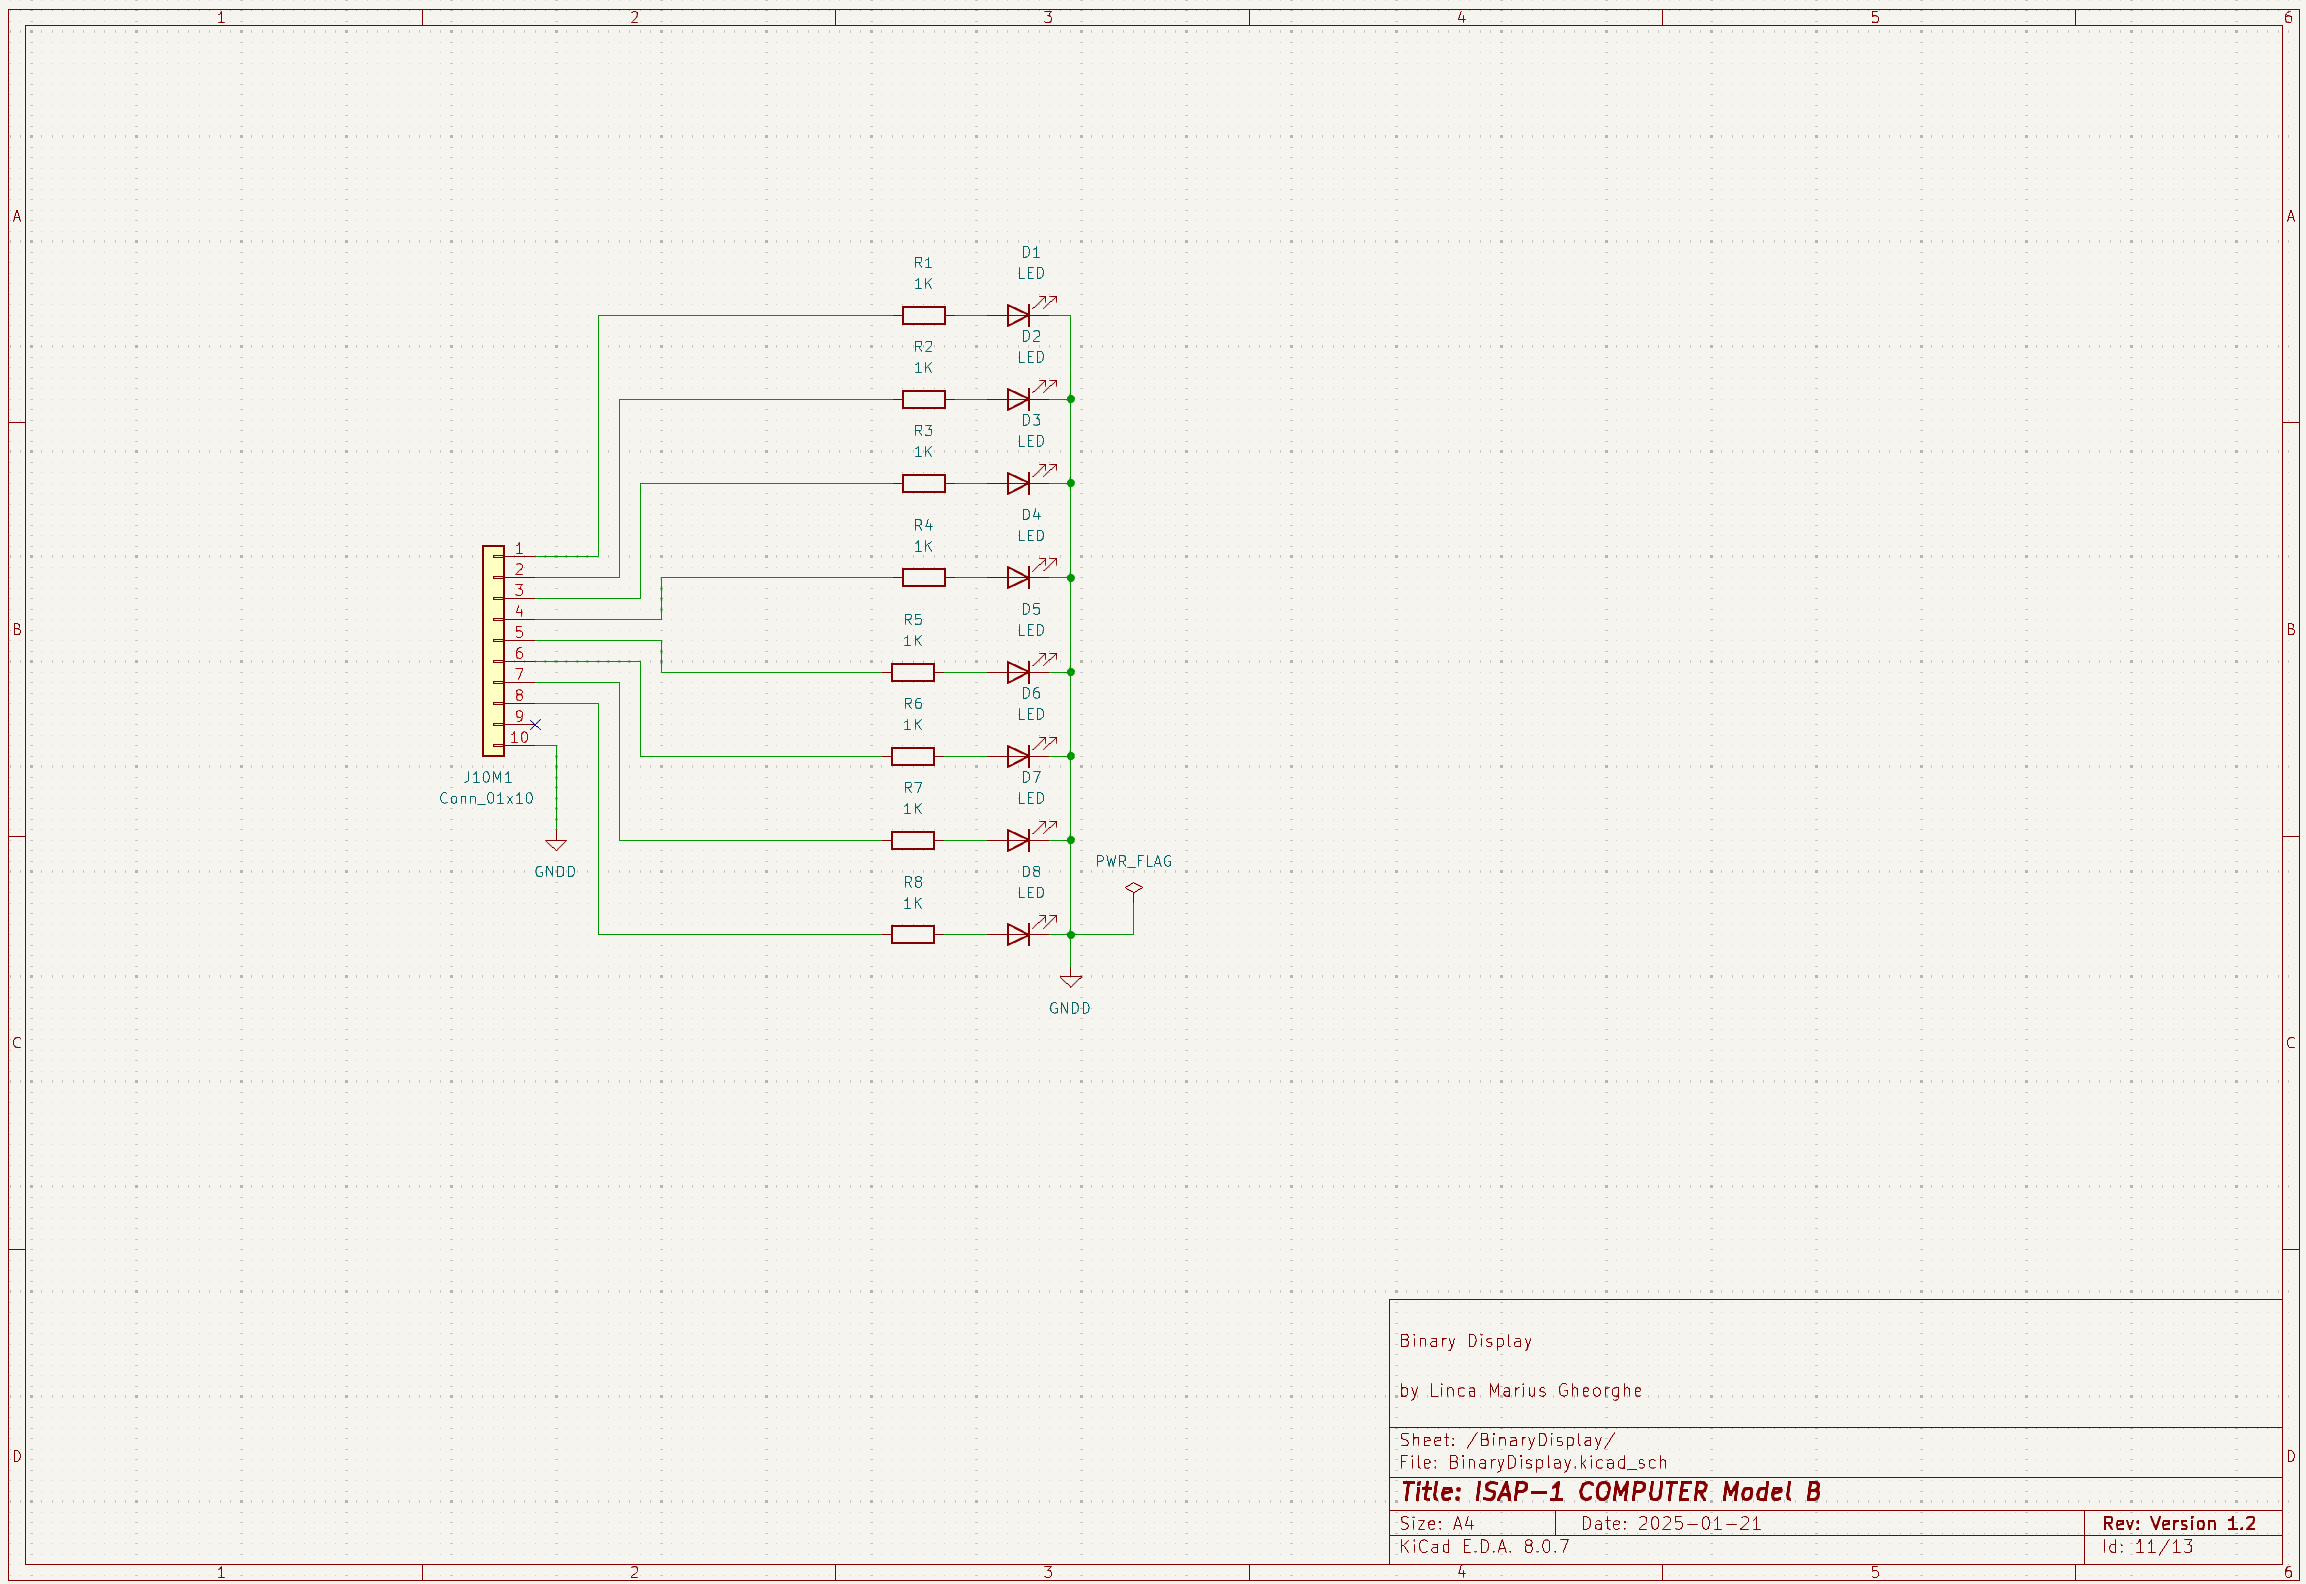 1 2 3 4 5 6
A A
D1
LED
R1
1K
D2
LED
R2
1K
D3
LED
R3
1K
D4
LED
R4
1K
1
2
3
4
5
6
7
8
9
10
J10M1
Conn_01x10
GNDD
B B
D5
LED
R5
1K
D6
LED
R6
1K
D7
LED
R7
1K
D8
LED
R8
1K
PWR_FLAG
GNDD
C C
Binary Display
by Linca Marius Gheorghe
Sheet: /BinaryDisplay/
File: BinaryDisplay.kicad_sch
D D
Title: ISAP-1 COMPUTER Model B
Size: A4 Date: 2025-01-21 Rev: Version 1.2
KiCad E.D.A. 8.0.7 Id: 11/13
1 2 3 4 5 6